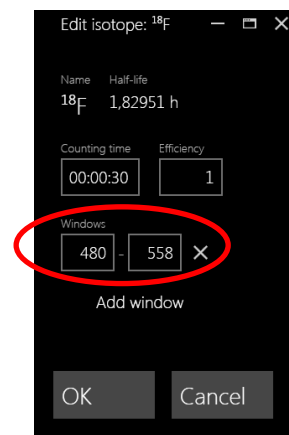 Edit isotope: ¹⁸F
Name Half-life
¹⁸F 1,82951 h
Counting time Efficiency
00:00:30 1
Windows
480 - 558
Add window
OK Cancel